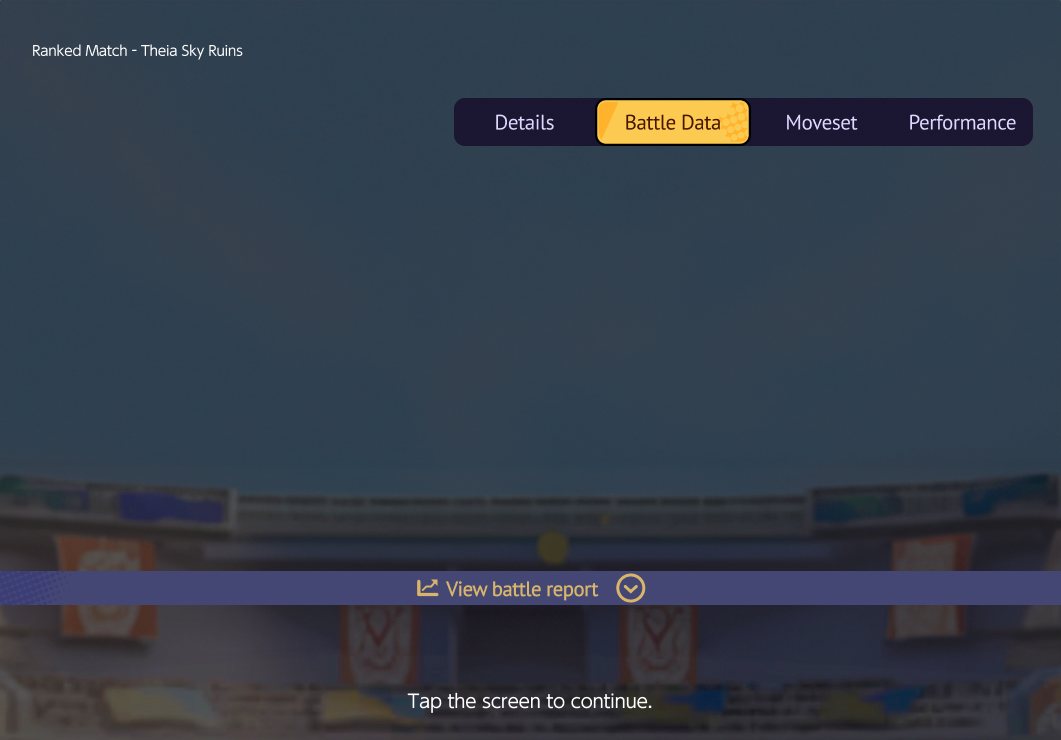 Ranked Match - Theia Sky Ruins
Details
Battle Data
Moveset
Performance
View battle report
Tap the screen to continue.